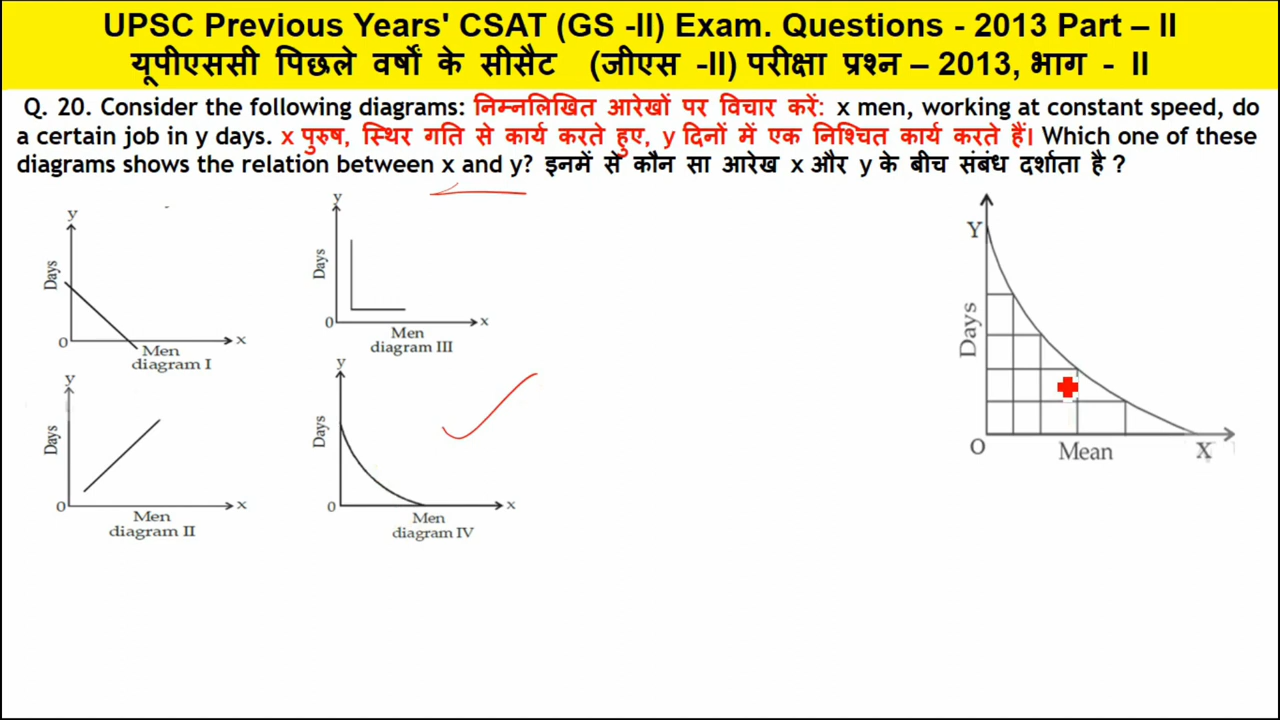 UPSC Previous Years' CSAT (GS -II) Exam. Questions - 2013 Part – II
यूपीएससी पिछले वर्षों के सीसैट (जीएस -II) परीक्षा प्रश्न – 2013, भाग - II
Q. 20. Consider the following diagrams: निम्नलिखित आरेखों पर विचार करें: x men, working at constant speed, do
a certain job in y days. x पुरुष, स्थिर गति से कार्य करते हुए, y दिनों में एक निश्चित कार्य करते हैं। Which one of these
diagrams shows the relation between x and y? इनमें से कौन सा आरेख x और y के बीच संबंध दर्शाता है ?
y
Days
0
x
Men
diagram I
y
Days
0
x
Men
diagram III
y
Days
0
x
Men
diagram II
y
Days
0
x
Men
diagram IV
Y
Days
O
Mean
X